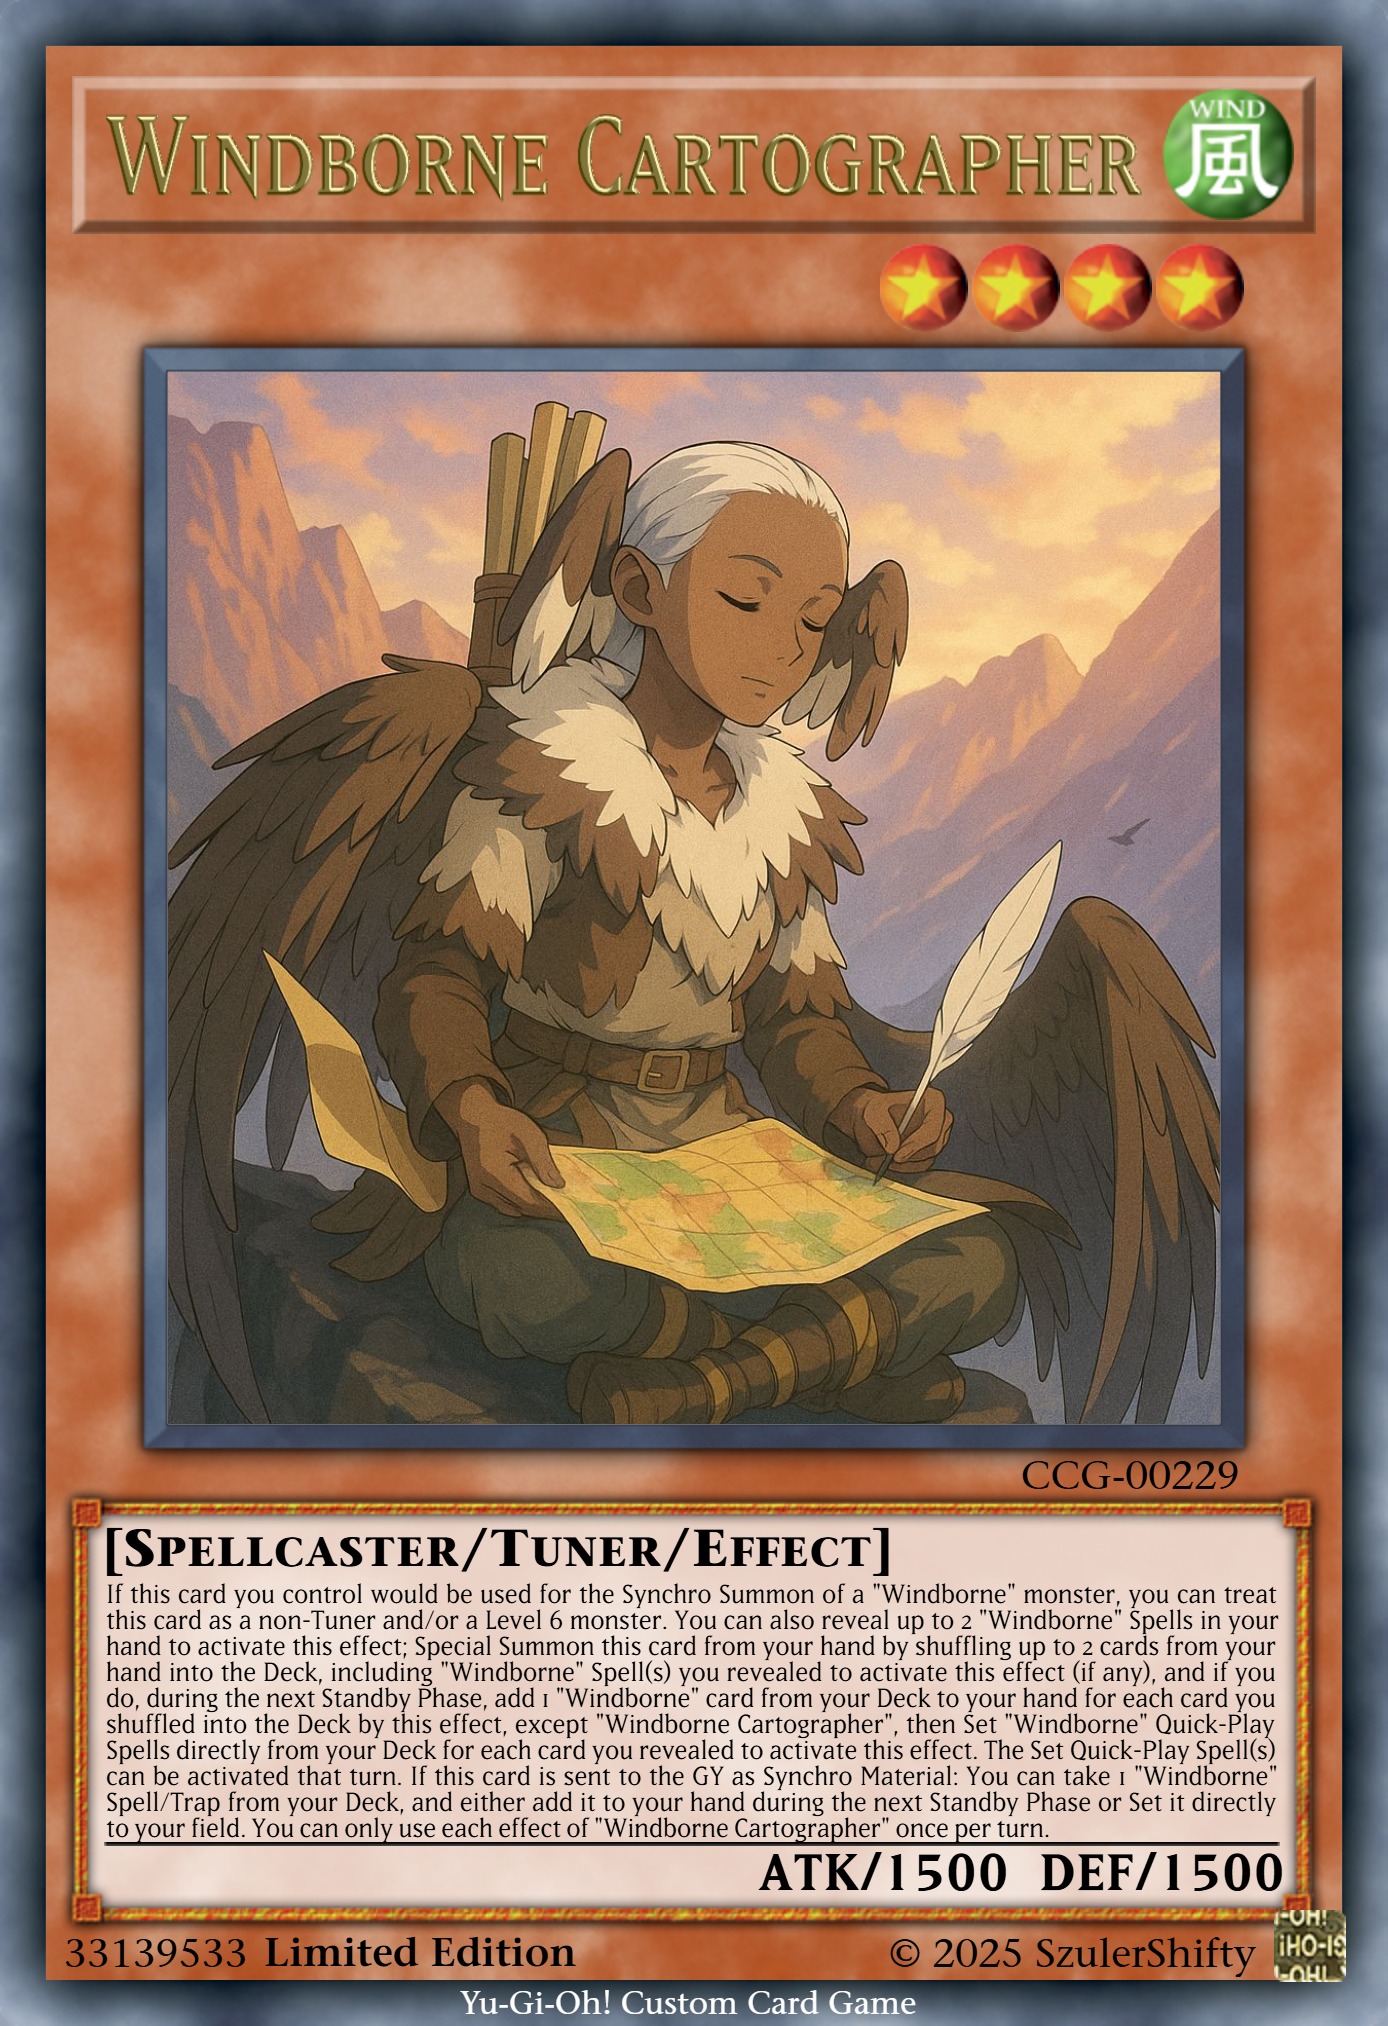 Windborne Cartographer
WIND
風
CCG-00229
[Spellcaster/Tuner/Effect]
If this card you control would be used for the Synchro Summon of a "Windborne" monster, you can treat
this card as a non-Tuner and/or a Level 6 monster. You can also reveal up to 2 "Windborne" Spells in your
hand to activate this effect; Special Summon this card from your hand by shuffling up to 2 cards from your
hand into the Deck, including "Windborne" Spell(s) you revealed to activate this effect (if any), and if you
do, during the next Standby Phase, add 1 "Windborne" card from your Deck to your hand for each card you
shuffled into the Deck by this effect, except "Windborne Cartographer", then Set "Windborne" Quick-Play
Spells directly from your Deck for each card you revealed to activate this effect. The Set Quick-Play Spell(s)
can be activated that turn. If this card is sent to the GY as Synchro Material: You can take 1 "Windborne"
Spell/Trap from your Deck, and either add it to your hand during the next Standby Phase or Set it directly
to your field. You can only use each effect of "Windborne Cartographer" once per turn.
ATK/1500 DEF/1500
33139533 Limited Edition
© 2025 SzulerShifty
Yu-Gi-Oh! Custom Card Game